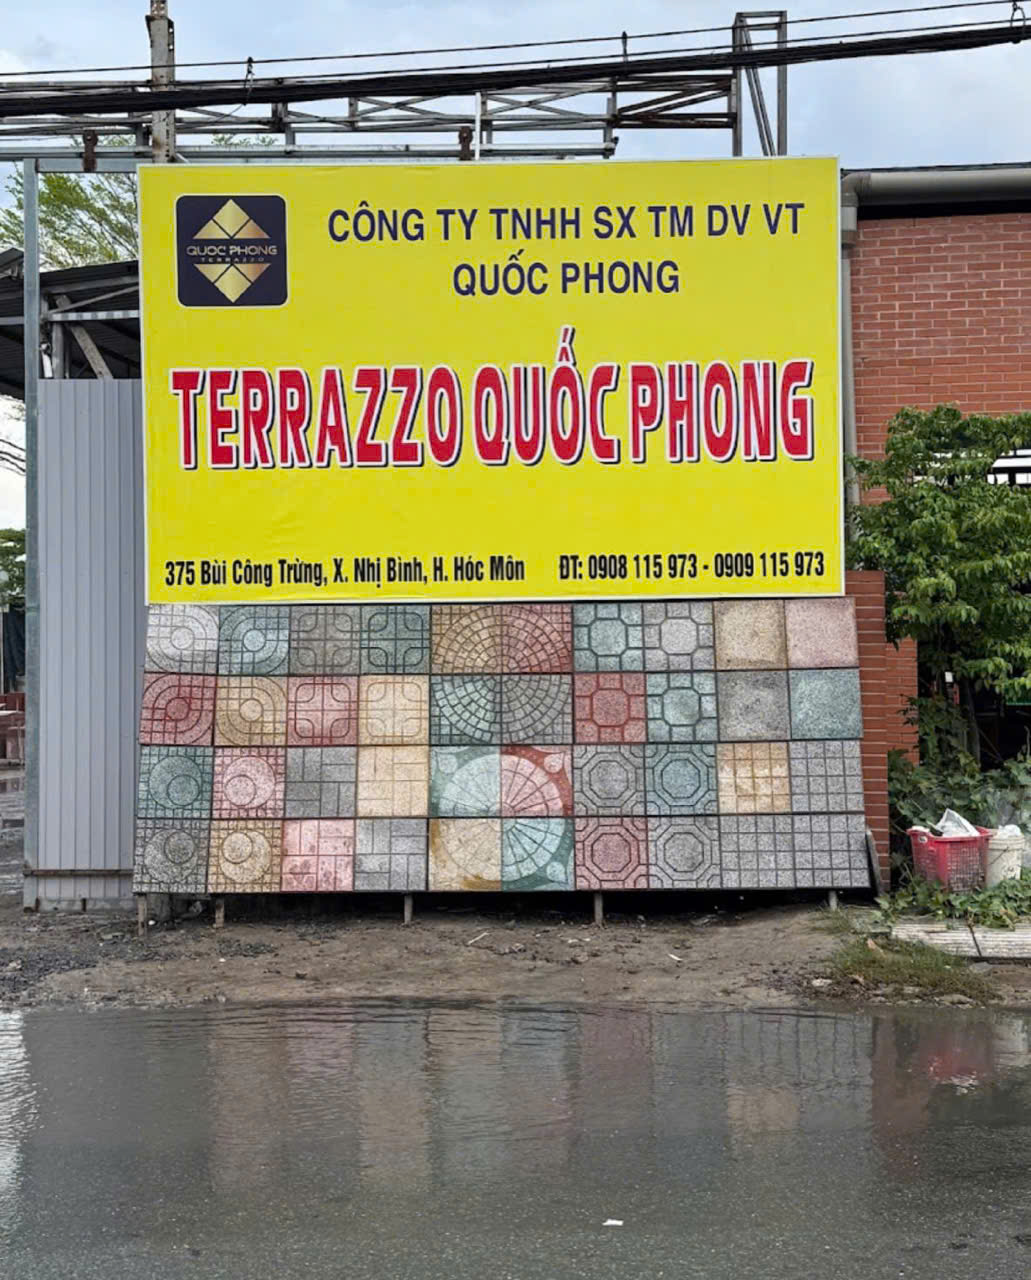 QUOC PHONG
TERRAZZO
CÔNG TY TNHH SX TM DV VT
QUỐC PHONG
TERRAZZO QUỐC PHONG
375 Bùi Công Trừng, X. Nhị Bình, H. Hóc Môn ĐT: 0908 115 973 - 0909 115 973